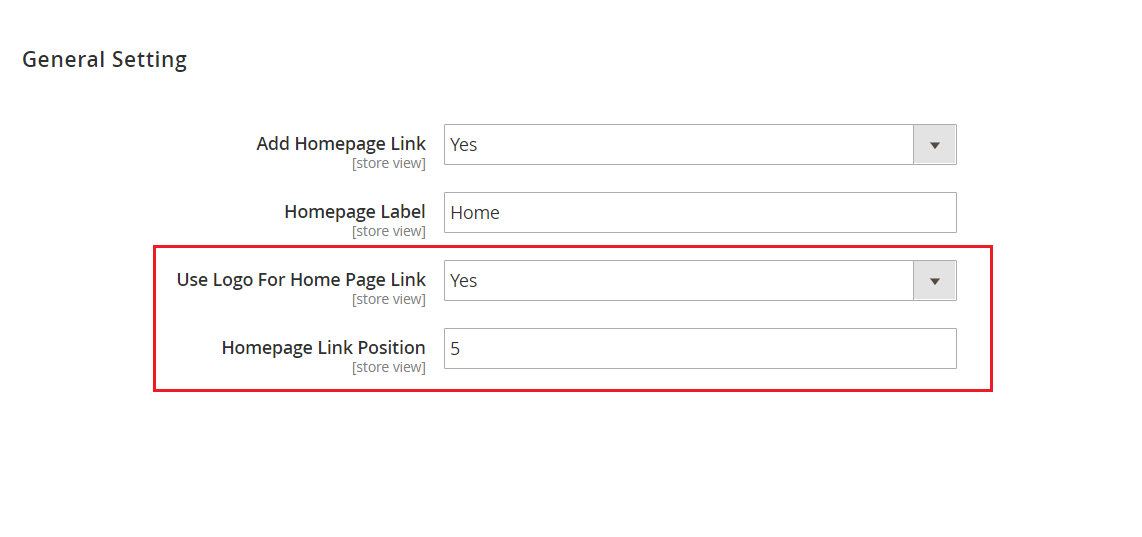 General Setting
Add Homepage Link Yes
[store view]
Homepage Label Home
[store view]
Use Logo For Home Page Link Yes
[store view]
Homepage Link Position 5
[store view]